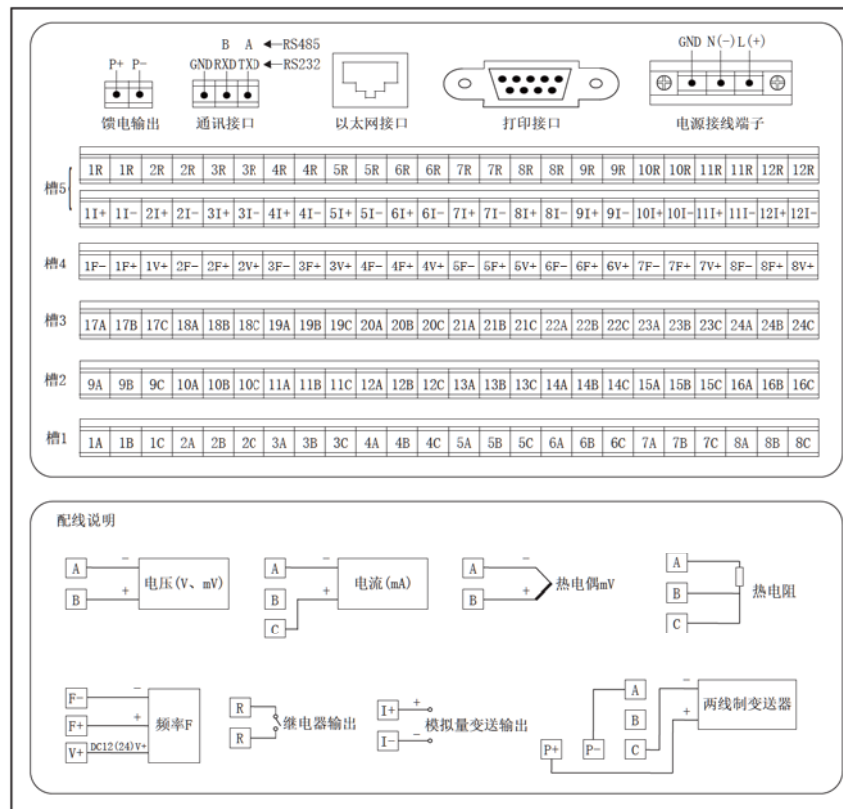 B A ←RS485
GND RXD TXD ←RS232
P+ P-
GND N(-) L(+)
馈电输出 通讯接口 以太网接口 打印接口 电源接线端子
槽5
1R 1R 2R 2R 3R 3R 4R 4R 5R 5R 6R 6R 7R 7R 8R 8R 9R 9R 10R 10R 11R 11R 12R 12R
1I+ 1I- 2I+ 2I- 3I+ 3I- 4I+ 4I- 5I+ 5I- 6I+ 6I- 7I+ 7I- 8I+ 8I- 9I+ 9I- 10I+ 10I- 11I+ 11I- 12I+ 12I-
槽4 1F- 1F+ 1V+ 2F- 2F+ 2V+ 3F- 3F+ 3V+ 4F- 4F+ 4V+ 5F- 5F+ 5V+ 6F- 6F+ 6V+ 7F- 7F+ 7V+ 8F- 8F+ 8V+
槽3 17A 17B 17C 18A 18B 18C 19A 19B 19C 20A 20B 20C 21A 21B 21C 22A 22B 22C 23A 23B 23C 24A 24B 24C
槽2 9A 9B 9C 10A 10B 10C 11A 11B 11C 12A 12B 12C 13A 13B 13C 14A 14B 14C 15A 15B 15C 16A 16B 16C
槽1 1A 1B 1C 2A 2B 2C 3A 3B 3C 4A 4B 4C 5A 5B 5C 6A 6B 6C 7A 7B 7C 8A 8B 8C
配线说明
A - 电压(V、mV)
B +
A - 电流(mA)
B +
C
A - 热电偶mV
B +
A
B 热电阻
C
F- -
F+ + 频率F
V+ DC12(24)V+
R 继电器输出
R
I+ + 模拟量变送输出
I- -
A - 两线制变送器
B +
P+ P- C